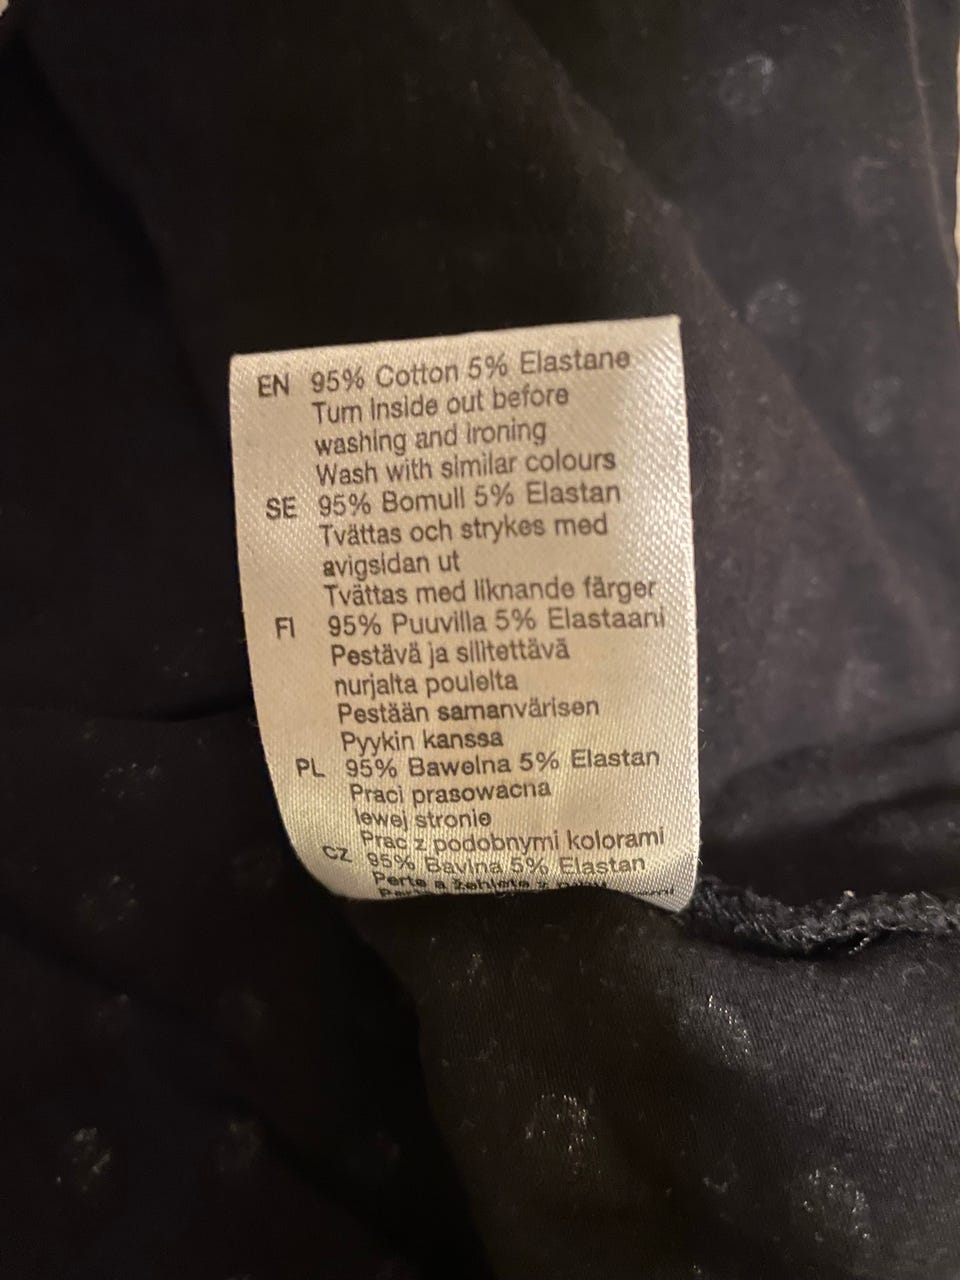 EN 95% Cotton 5% Elastane
Turn inside out before
washing and ironing
Wash with similar colours
SE 95% Bomull 5% Elastan
Tvättas och strykes med
avigsidan ut
Tvättas med liknande färger
FI 95% Puuvilla 5% Elastaani
Pestävä ja silitettävä
nurjalta poulelta
Pestään samanvärisen
Pyykin kanssa
PL 95% Bawelna 5% Elastan
Praci prasowacna
lewej stronie
Prac z podobnymi kolorami
CZ 95% Bavlna 5% Elastan
Perte a žehlete z